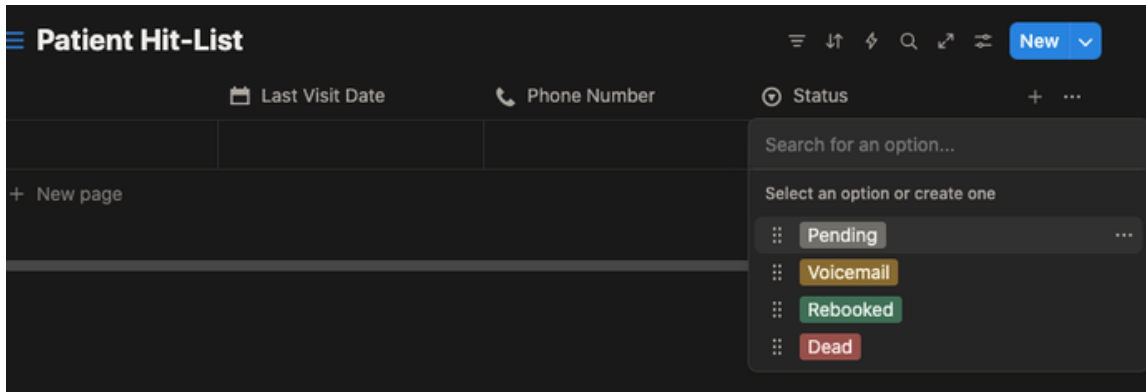 Patient Hit-List
New
Last Visit Date
Phone Number
Status
Search for an option...
+ New page
Select an option or create one
Pending
Voicemail
Rebooked
Dead